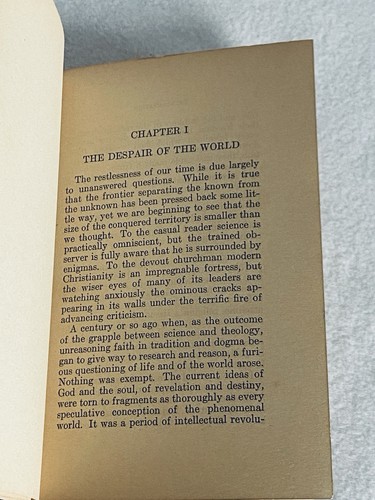 CHAPTER I
THE DESPAIR OF THE WORLD
The restlessness of our time is due largely
to unanswered questions. While it is true
that the frontier separating the known from
the unknown has been pressed back some lit-
tle way, yet we are beginning to see that the
size of the conquered territory is smaller than
we thought. To the casual reader science is
practically omniscient, but the trained ob-
server is fully aware that he is surrounded by
enigmas. To the devout churchman modern
Christianity is an impregnable fortress, but
the wiser eyes of many of its leaders are
watching anxiously the ominous cracks ap-
pearing in its walls under the terrific fire of
advancing criticism.
A century or so ago when, as the outcome
of the grapple between science and theology,
unreasoning faith in tradition and dogma be-
gan to give way to research and reason, a furi-
ous questioning of life and of the world arose.
Nothing was exempt. The current ideas of
God and the soul, of revelation and destiny,
were torn to fragments as thoroughly as every
speculative conception of the phenomenal
world. It was a period of intellectual revolu-